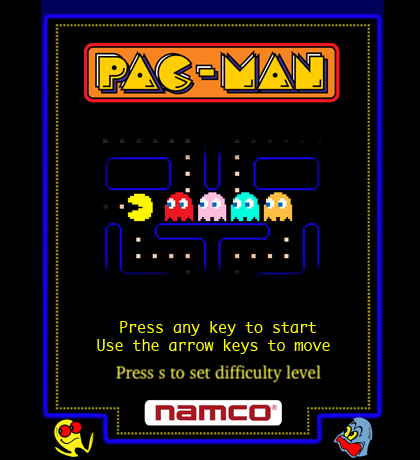 PAC-MAN
Press any key to start
Use the arrow keys to move
Press s to set difficulty level
namco®